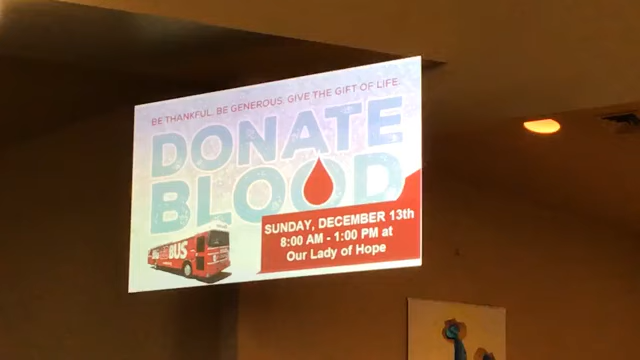 BE THANKFUL. BE GENEROUS. GIVE THE GIFT OF LIFE.
DONATE
BLOOD
SUNDAY, DECEMBER 13th
8:00 AM - 1:00 PM at
Our Lady of Hope
BUS